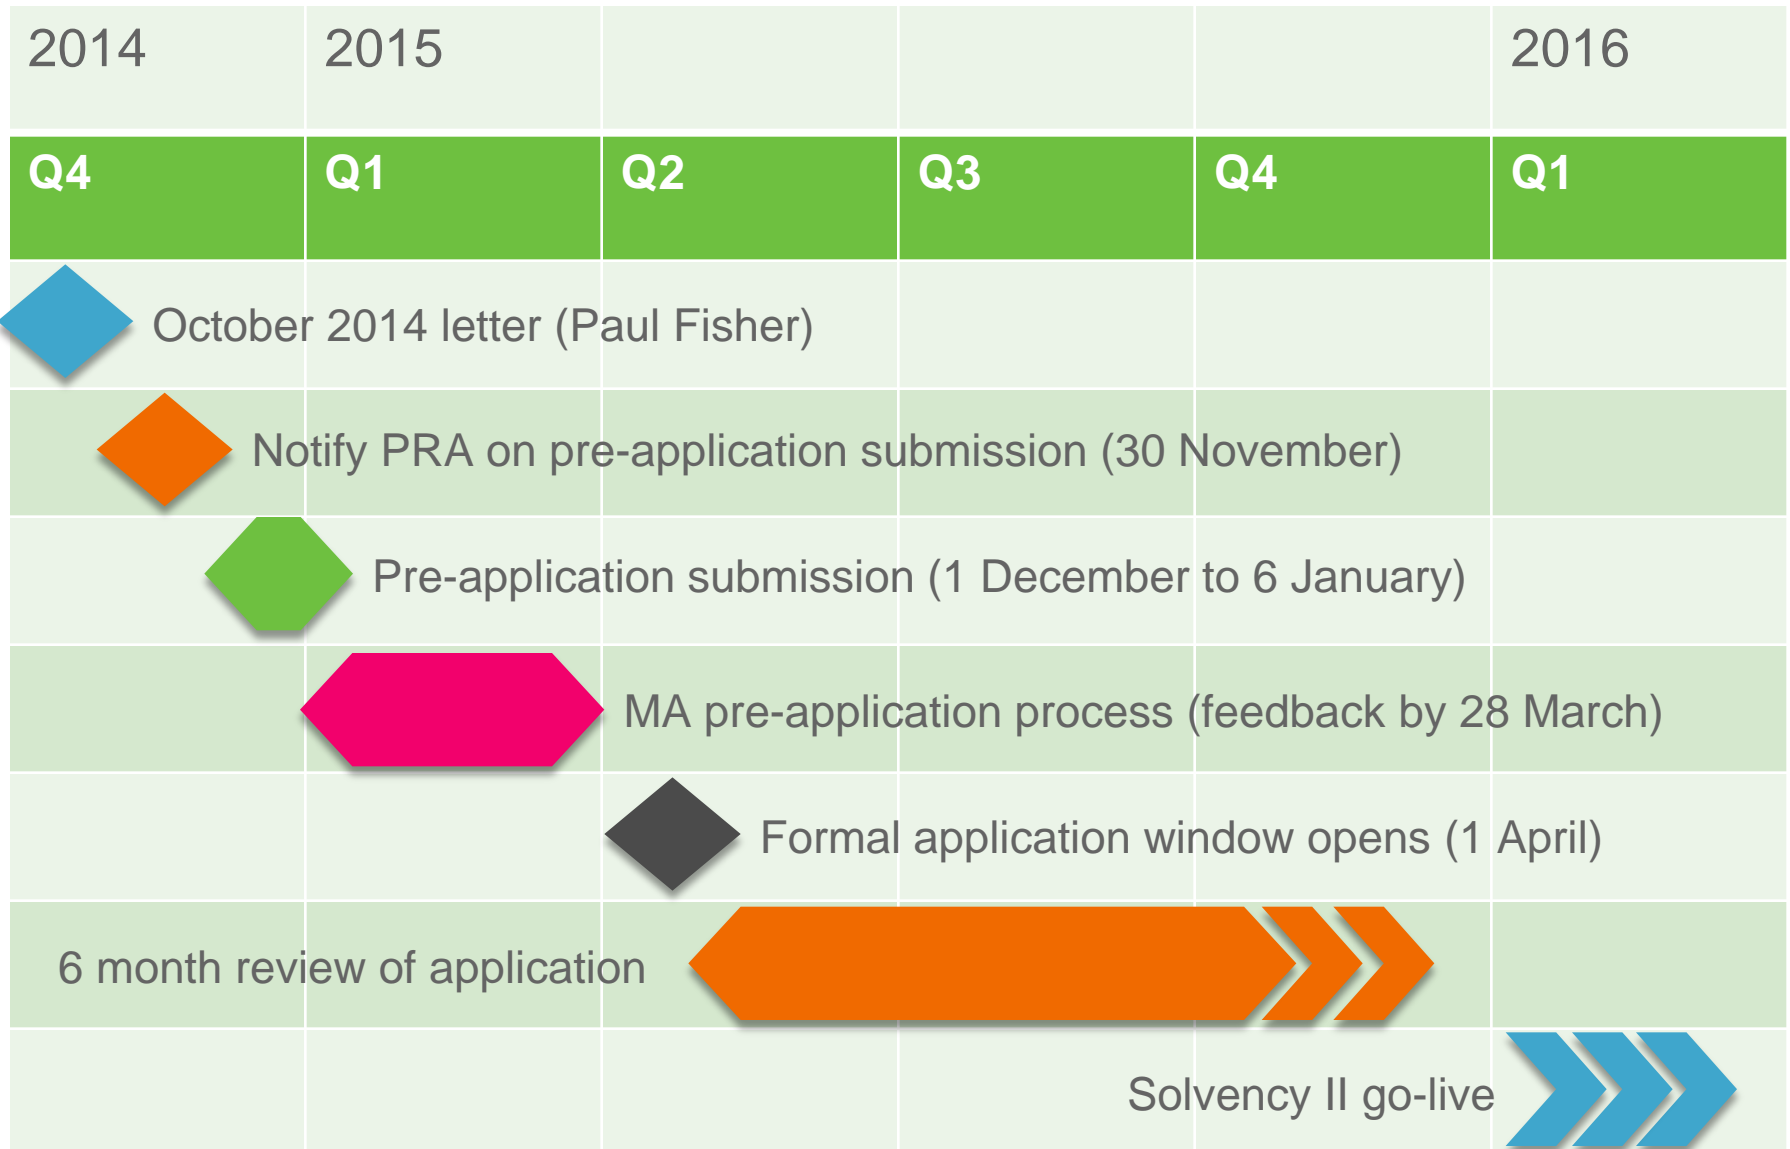 2014 2015 2016
Q4 Q1 Q2 Q3 Q4 Q1
October 2014 letter (Paul Fisher)
Notify PRA on pre-application submission (30 November)
Pre-application submission (1 December to 6 January)
MA pre-application process (feedback by 28 March)
Formal application window opens (1 April)
6 month review of application
Solvency II go-live